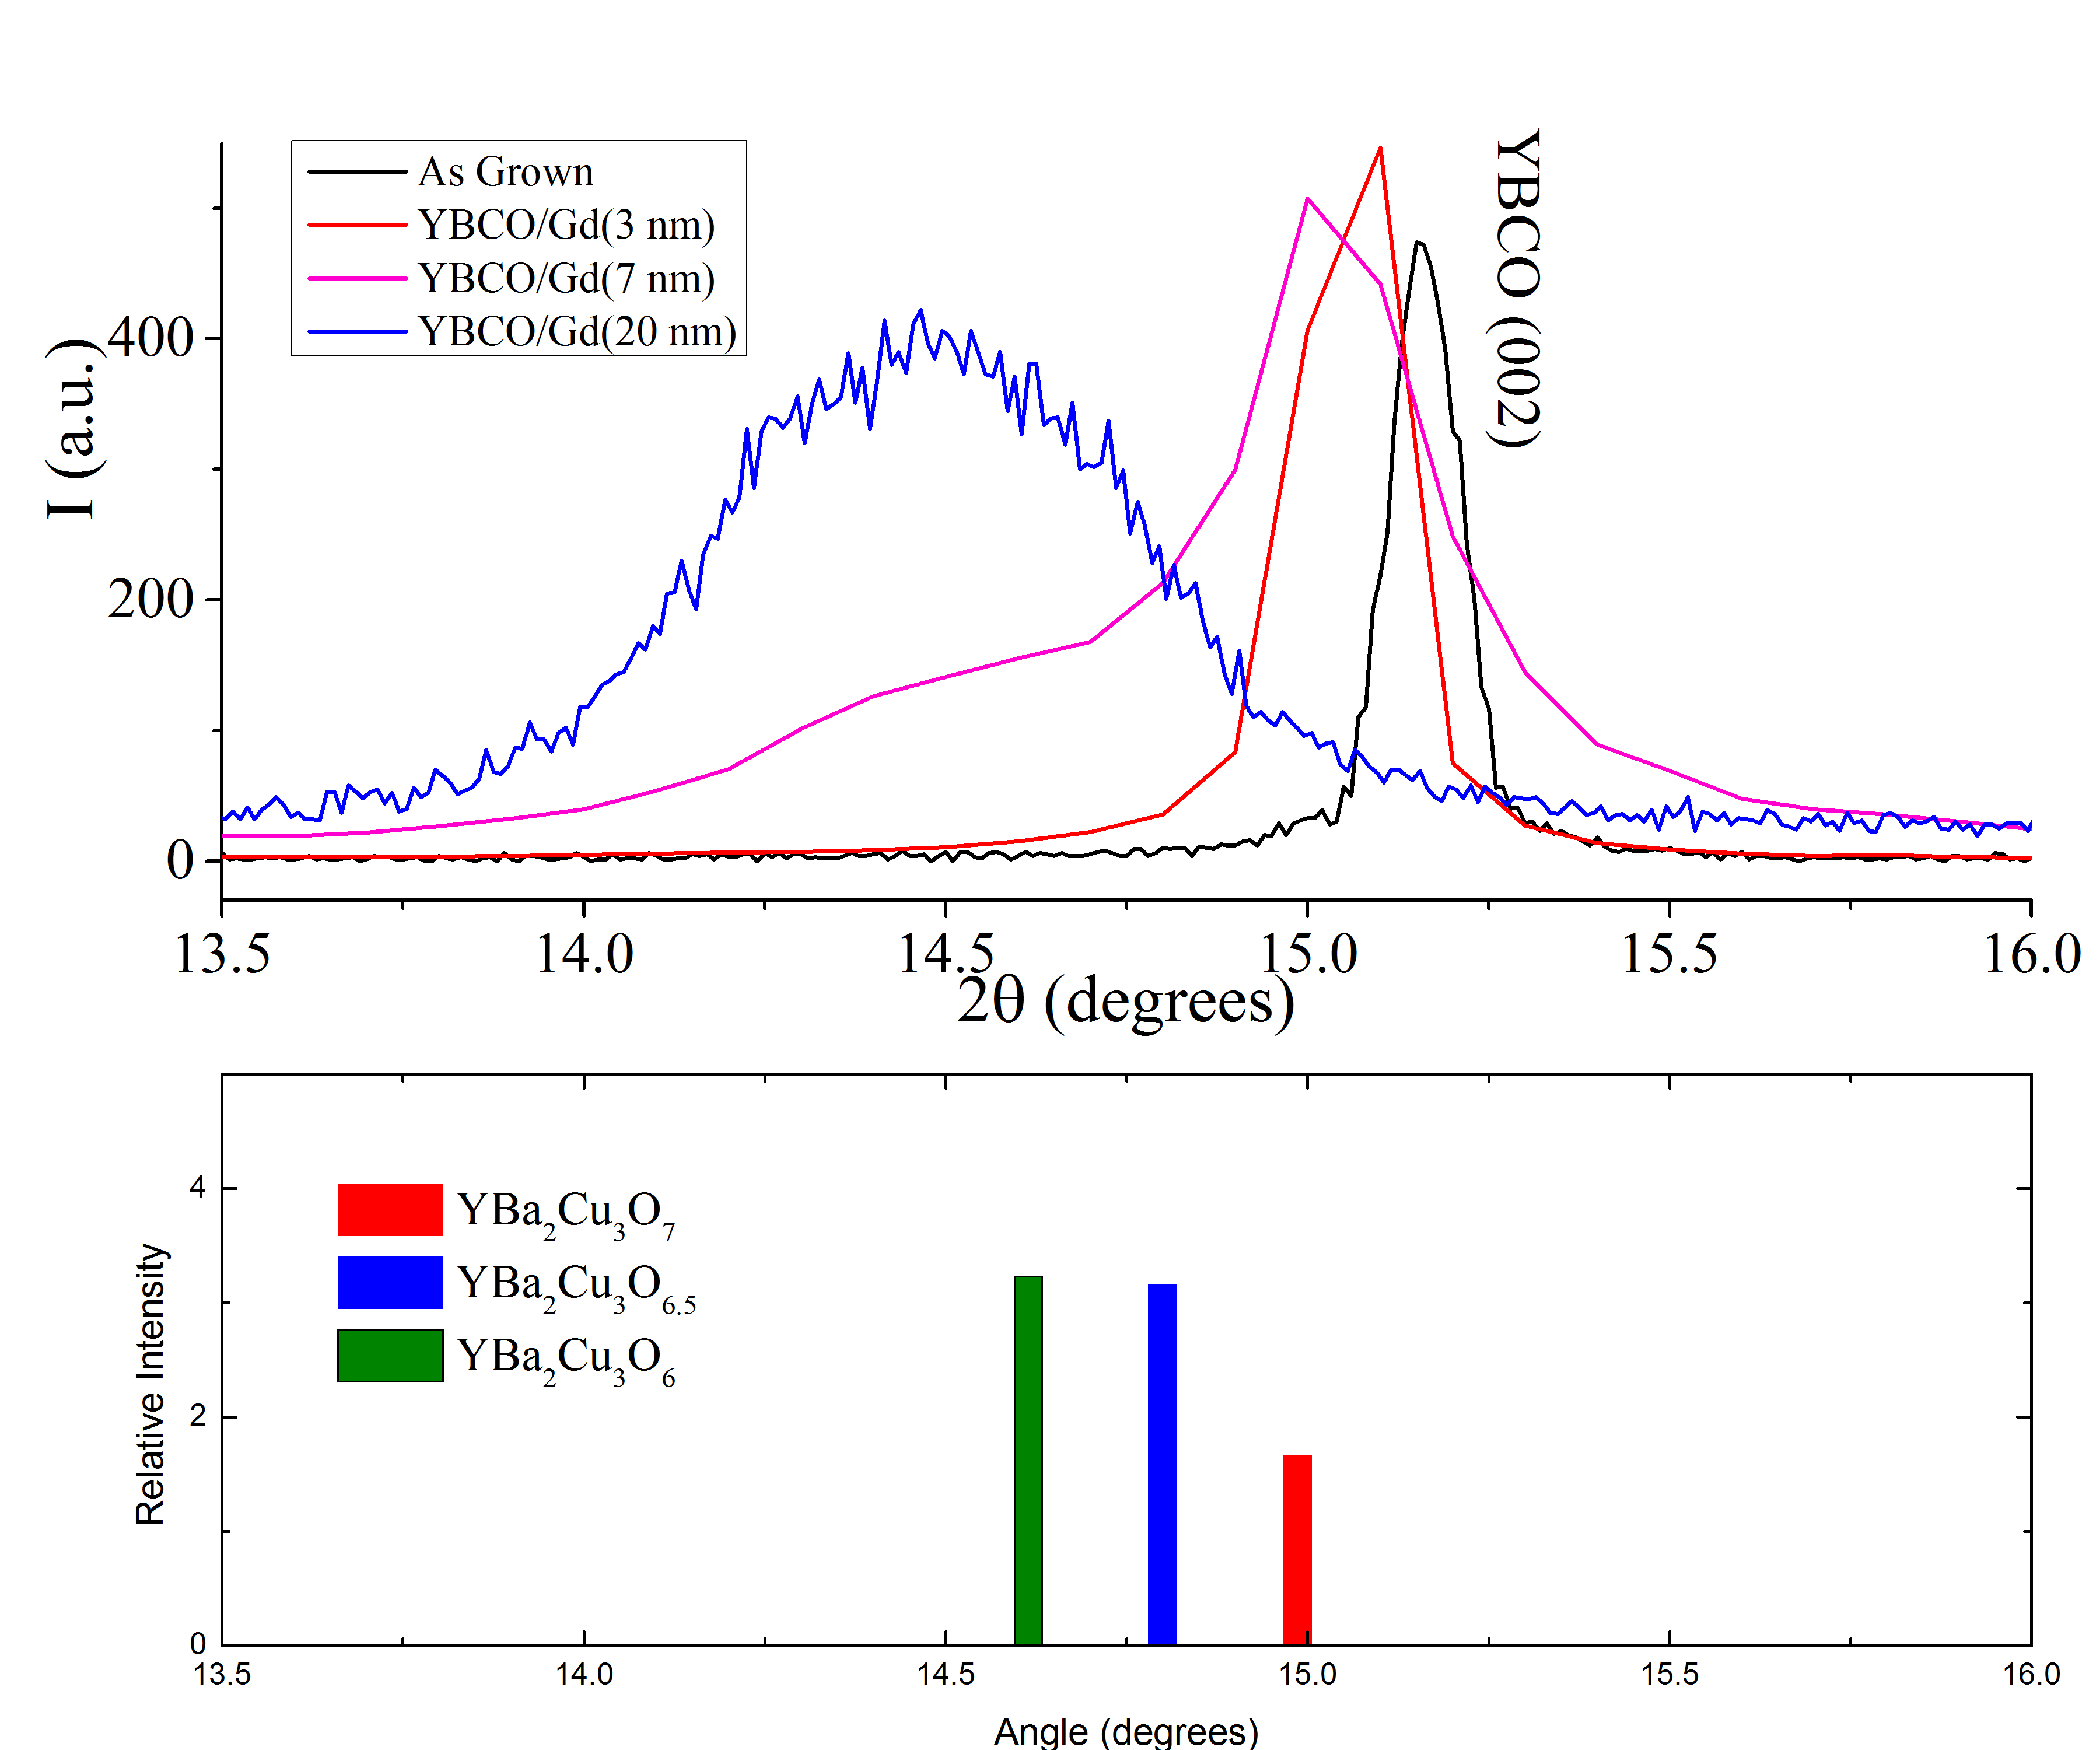 As Grown
YBCO/Gd(3 nm)
YBCO/Gd(7 nm)
YBCO/Gd(20 nm)
YBCO (002)
I (a.u.)
400
200
0
13.5 14.0 14.5 15.0 15.5 16.0
2θ (degrees)
YBa₂Cu₃O₇
YBa₂Cu₃O₆.₅
YBa₂Cu₃O₆
Relative Intensity
4
2
0
13.5 14.0 14.5 15.0 15.5 16.0
Angle (degrees)